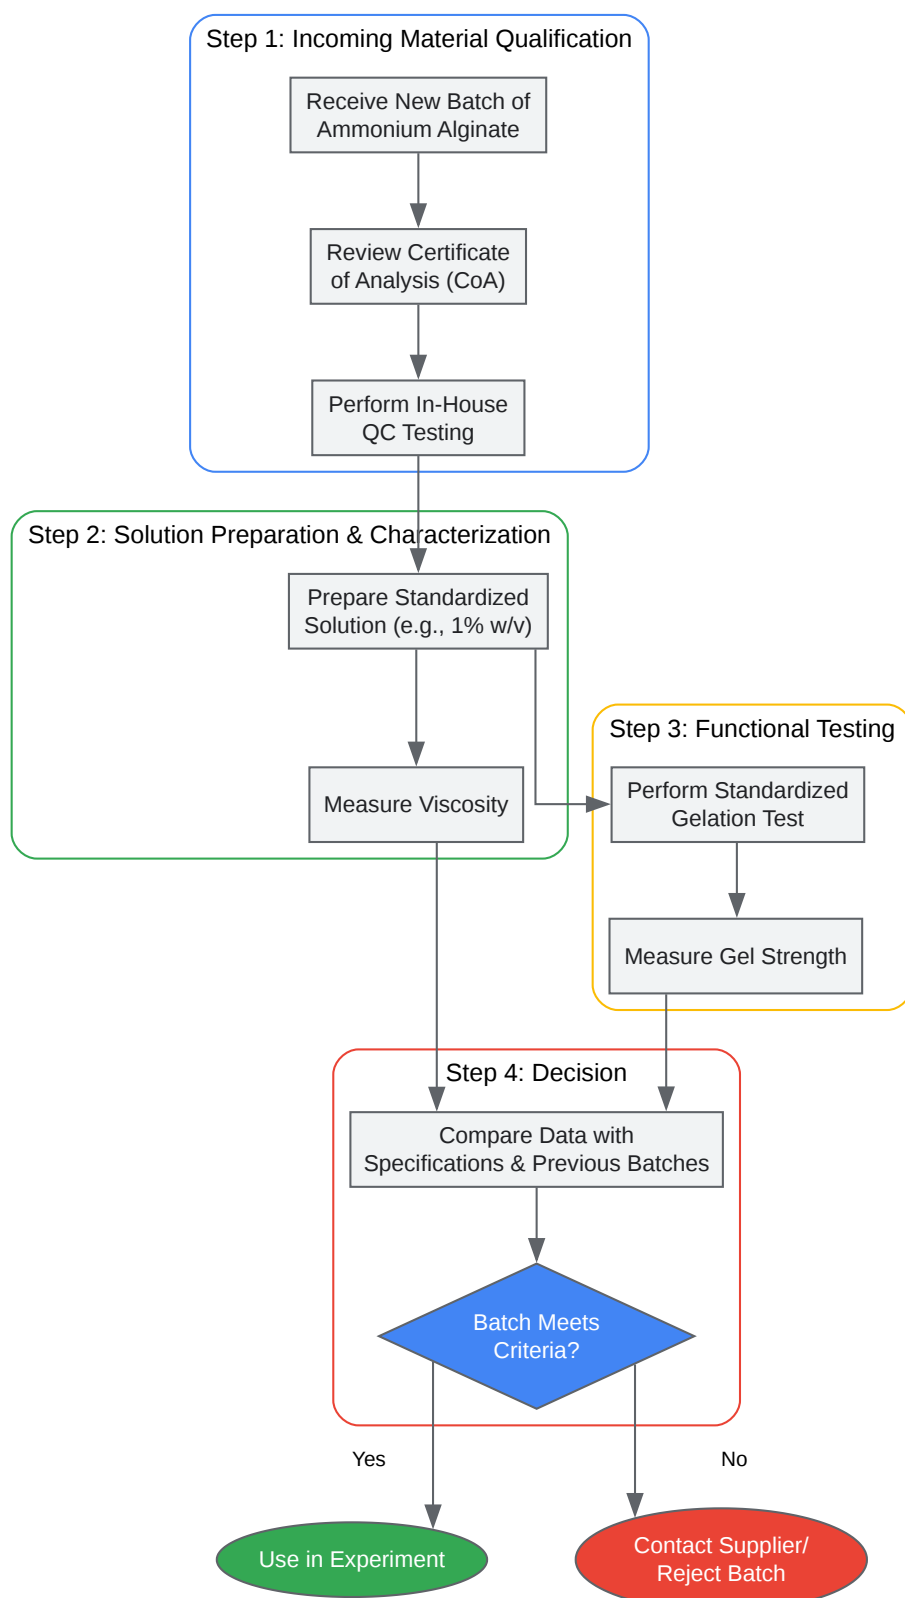 Step 1: Incoming Material Qualification
Receive New Batch of
Ammonium Alginate
Review Certificate
of Analysis (CoA)
Perform In-House
QC Testing
Step 2: Solution Preparation & Characterization
Prepare Standardized
Solution (e.g., 1% w/v)
Measure Viscosity
Step 3: Functional Testing
Perform Standardized
Gelation Test
Measure Gel Strength
Step 4: Decision
Compare Data with
Specifications & Previous Batches
Batch Meets
Criteria?
Yes
No
Use in Experiment
Contact Supplier/
Reject Batch